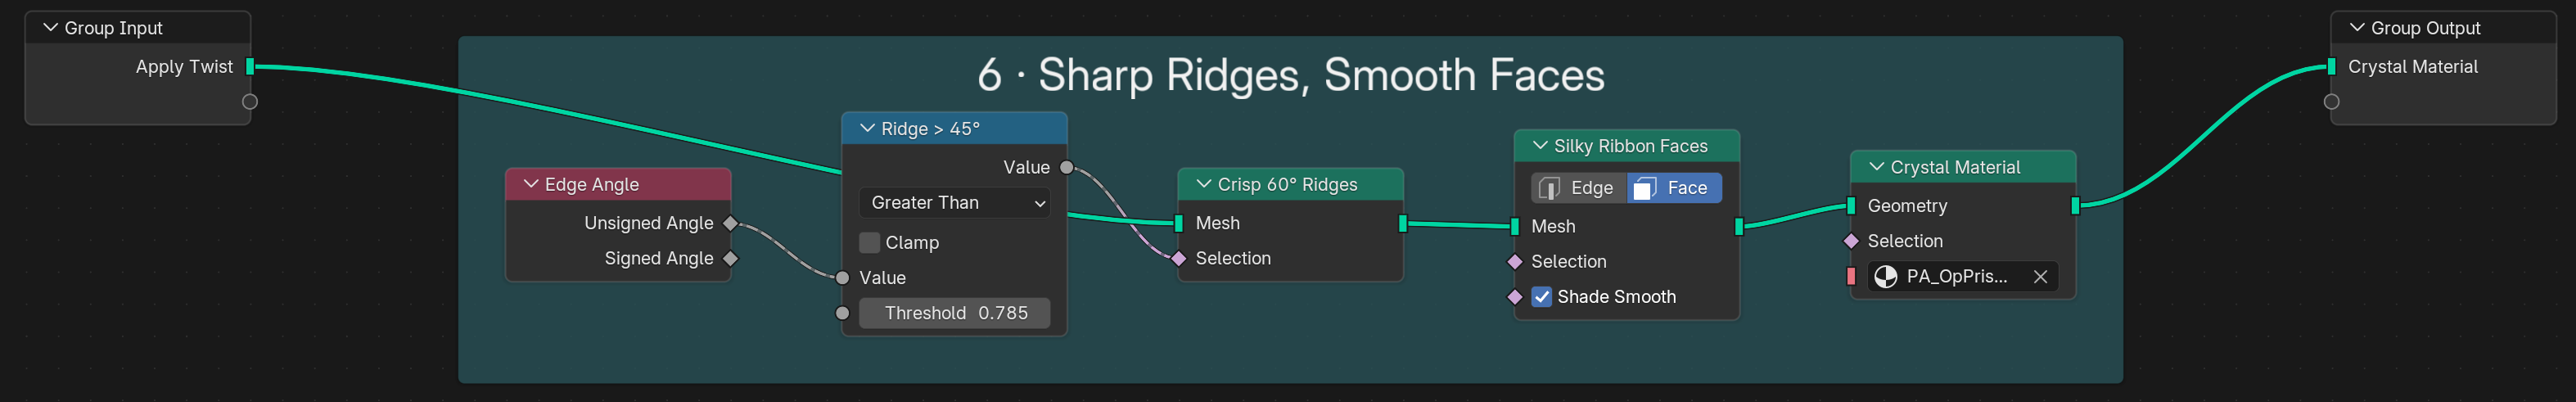 Group Input
Apply Twist
6 · Sharp Ridges, Smooth Faces
Edge Angle
Unsigned Angle
Signed Angle
Ridge > 45°
Value
Greater Than
Clamp
Value
Threshold 0.785
Crisp 60° Ridges
Mesh
Selection
Silky Ribbon Faces
Edge Face
Mesh
Selection
Shade Smooth
Crystal Material
Geometry
Selection
PA_OpPris...
Group Output
Crystal Material